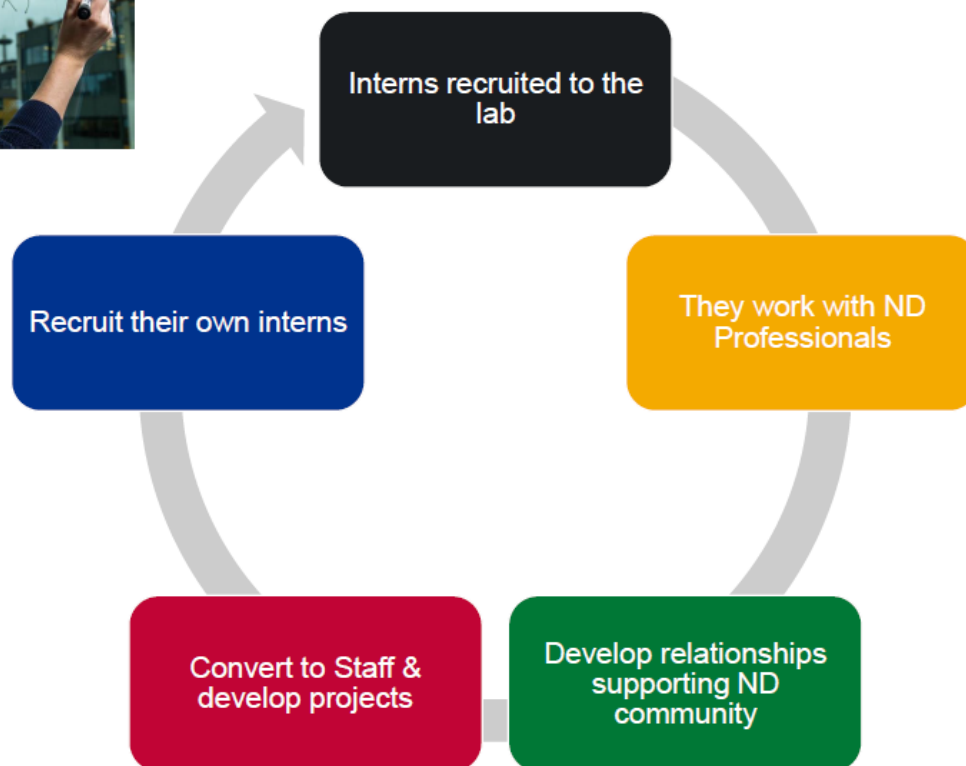 Interns recruited to the
lab
They work with ND
Professionals
Develop relationships
supporting ND
community
Convert to Staff &
develop projects
Recruit their own interns